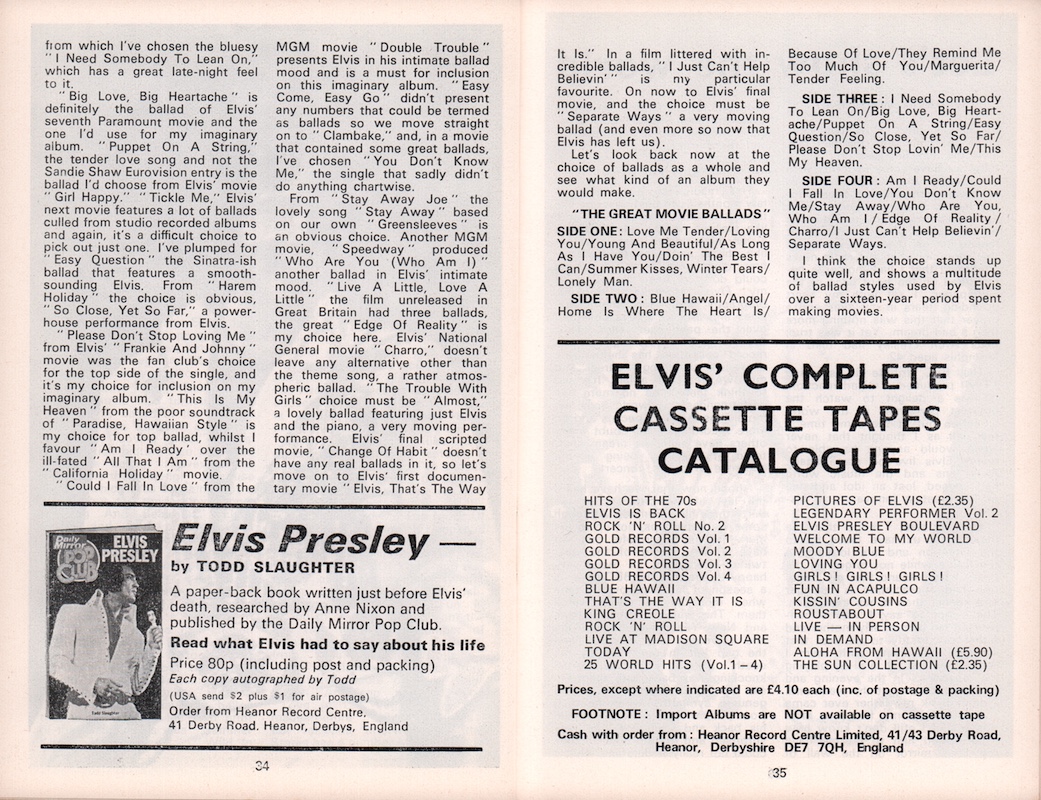 from which I've chosen the bluesy
"I Need Somebody To Lean On,"
which has a great late-night feel
to it.
"Big Love, Big Heartache" is
definitely the ballad of Elvis'
seventh Paramount movie and the
one I'd use for my imaginary
album. "Puppet On A String,"
the tender love song and not the
Sandie Shaw Eurovision entry is the
ballad I'd choose from Elvis' movie
"Girl Happy." "Tickle Me," Elvis'
next movie features a lot of ballads
culled from studio recorded albums
and again, it's a difficult choice to
pick out just one. I've plumped for
"Easy Question" the Sinatra-ish
ballad that features a smooth-
sounding Elvis. From "Harem
Holiday" the choice is obvious,
"So Close, Yet So Far," a power-
house performance from Elvis.
"Please Don't Stop Loving Me"
from Elvis' "Frankie And Johnny"
movie was the fan club's choice
for the top side of the single, and
it's my choice for inclusion on my
imaginary album. "This Is My
Heaven" from the poor soundtrack
of "Paradise, Hawaiian Style" is
my choice for top ballad, whilst I
favour "Am I Ready' over the
ill-fated "All That I Am" from the
"California Holiday" movie.
"Could I Fall In Love" from the
MGM movie "Double Trouble"
presents Elvis in his intimate ballad
mood and is a must for inclusion
on this imaginary album. "Easy
Come, Easy Go" didn't present
any numbers that could be termed
as ballads so we move straight
on to "Clambake," and, in a movie
that contained some great ballads,
I've chosen "You Don't Know
Me," the single that sadly didn't
do anything chartwise.
From "Stay Away Joe" the
lovely song "Stay Away" based
on our own "Greensleeves" is
an obvious choice. Another MGM
movie, "Speedway" produced
"Who Are You (Who Am I)"
another ballad in Elvis' intimate
mood. "Live A Little, Love A
Little" the film unreleased in
Great Britain had three ballads,
the great "Edge Of Reality" is
my choice here. Elvis' National
General movie "Charro," doesn't
leave any alternative other than
the theme song, a rather atmos-
pheric ballad. "The Trouble With
Girls" choice must be "Almost,"
a lovely ballad featuring just Elvis
and the piano, a very moving per-
formance. Elvis' final scripted
movie, "Change Of Habit" doesn't
have any real ballads in it, so let's
move on to Elvis' first documen-
tary movie "Elvis, That's The Way
Daily
Mirror
POP
CLUB
ELVIS
PRESLEY
Todd Slaughter
Elvis Presley —
by TODD SLAUGHTER
A paper-back book written just before Elvis'
death, researched by Anne Nixon and
published by the Daily Mirror Pop Club.
Read what Elvis had to say about his life
Price 80p (including post and packing)
Each copy autographed by Todd
(USA send $2 plus $1 for air postage)
Order from Heanor Record Centre,
41 Derby Road, Heanor, Derbys, England
34
It Is." In a film littered with in-
credible ballads, "I Just Can't Help
Believin'" is my particular
favourite. On now to Elvis' final
movie, and the choice must be
"Separate Ways" a very moving
ballad (and even more so now that
Elvis has left us).
Let's look back now at the
choice of ballads as a whole and
see what kind of an album they
would make.
"THE GREAT MOVIE BALLADS"
SIDE ONE: Love Me Tender/Loving
You/Young And Beautiful/As Long
As I Have You/Doin' The Best I
Can/Summer Kisses, Winter Tears/
Lonely Man.
SIDE TWO: Blue Hawaii/Angel/
Home Is Where The Heart Is/
Because Of Love/They Remind Me
Too Much Of You/Marguerita/
Tender Feeling.
SIDE THREE: I Need Somebody
To Lean On/Big Love, Big Heart-
ache/Puppet On A String/Easy
Question/So Close, Yet So Far/
Please Don't Stop Lovin' Me/This
My Heaven.
SIDE FOUR: Am I Ready/Could
I Fall In Love/You Don't Know
Me/Stay Away/Who Are You,
Who Am I/Edge Of Reality/
Charro/I Just Can't Help Believin'/
Separate Ways.
I think the choice stands up
quite well, and shows a multitude
of ballad styles used by Elvis
over a sixteen-year period spent
making movies.
ELVIS' COMPLETE
CASSETTE TAPES
CATALOGUE
HITS OF THE 70s
ELVIS IS BACK
ROCK 'N' ROLL No. 2
GOLD RECORDS Vol. 1
GOLD RECORDS Vol. 2
GOLD RECORDS Vol. 3
GOLD RECORDS Vol. 4
BLUE HAWAII
THAT'S THE WAY IT IS
KING CREOLE
ROCK 'N' ROLL
LIVE AT MADISON SQUARE
TODAY
25 WORLD HITS (Vol.1–4)
PICTURES OF ELVIS (£2.35)
LEGENDARY PERFORMER Vol. 2
ELVIS PRESLEY BOULEVARD
WELCOME TO MY WORLD
MOODY BLUE
LOVING YOU
GIRLS! GIRLS! GIRLS!
FUN IN ACAPULCO
KISSIN' COUSINS
ROUSTABOUT
LIVE — IN PERSON
IN DEMAND
ALOHA FROM HAWAII (£5.90)
THE SUN COLLECTION (£2.35)
Prices, except where indicated are £4.10 each (inc. of postage & packing)
FOOTNOTE: Import Albums are NOT available on cassette tape
Cash with order from: Heanor Record Centre Limited, 41/43 Derby Road,
Heanor, Derbyshire DE7 7QH, England
35